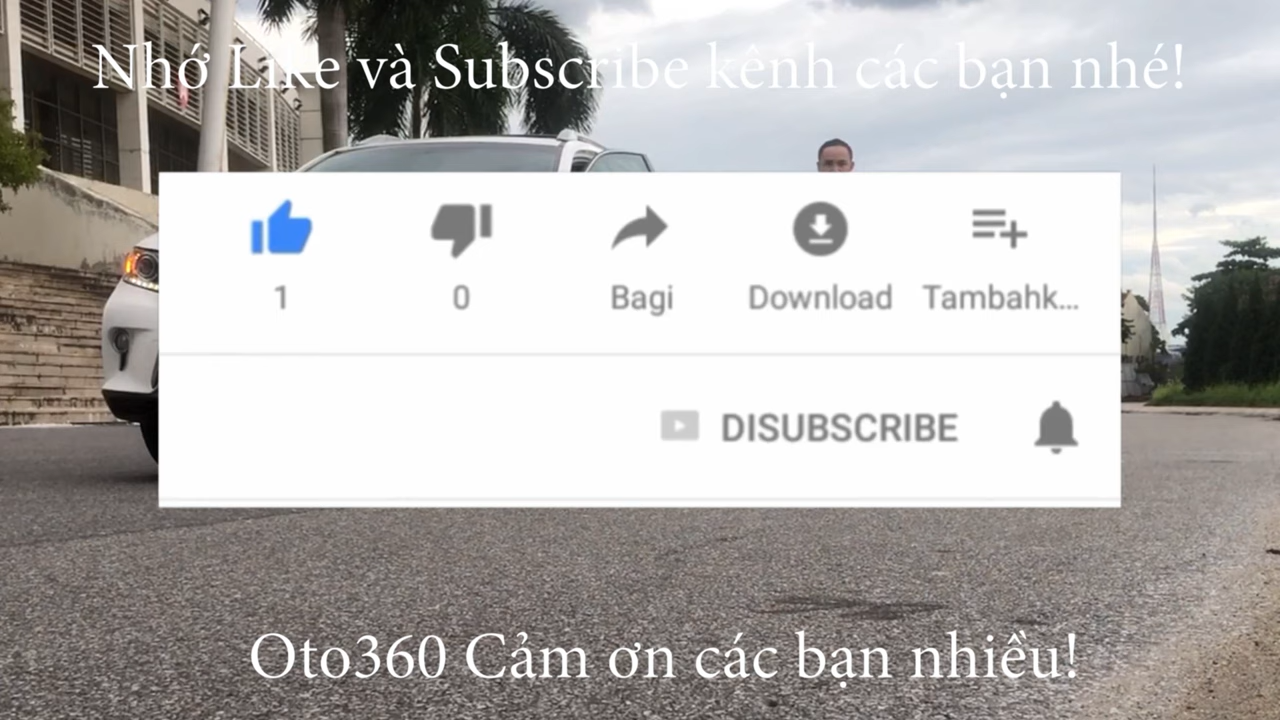 Nhớ Like và Subscribe kênh các bạn nhé!
1 0 Bagi Download Tambahk...
DISUBSCRIBE
Oto360 Cảm ơn các bạn nhiều!